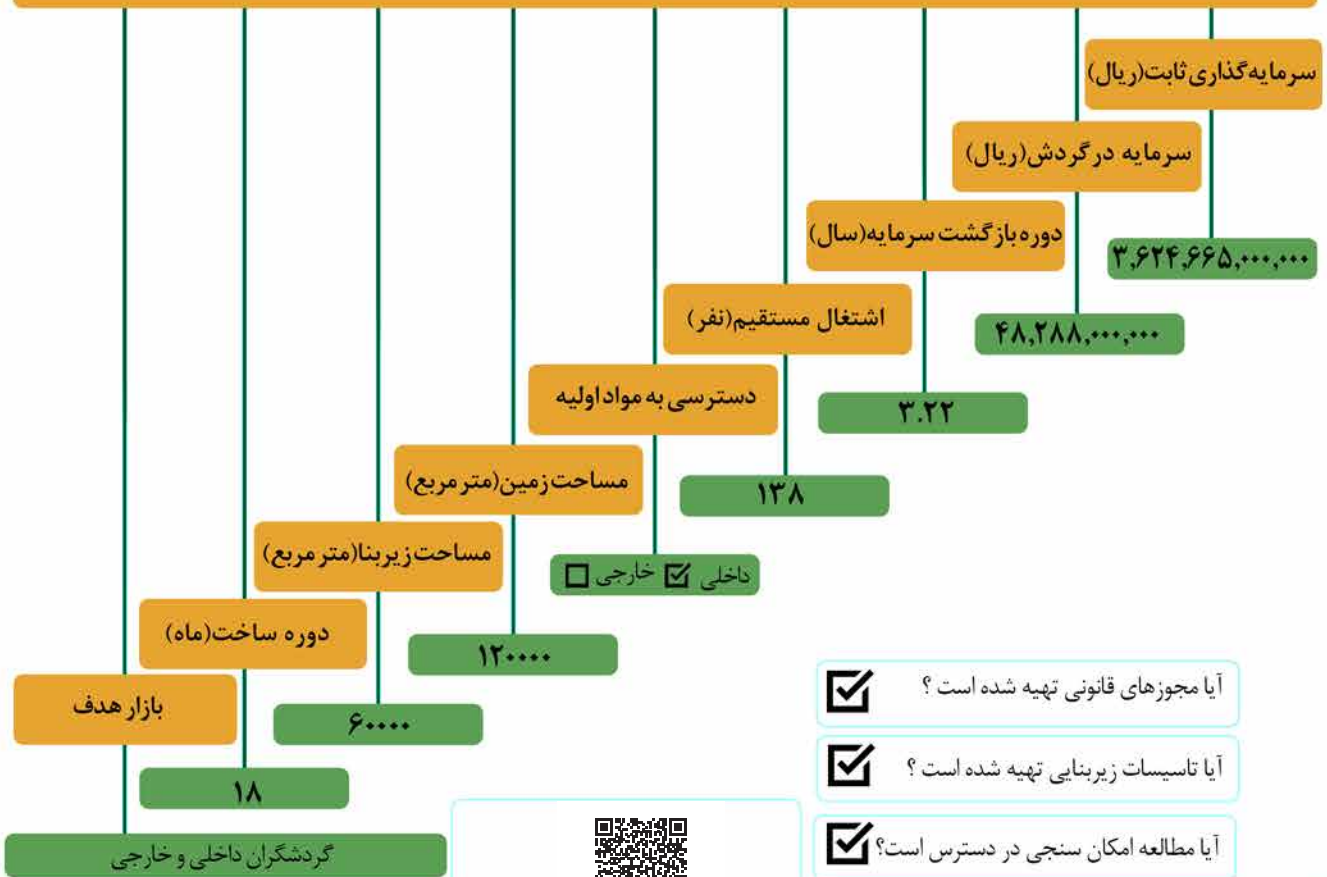 سرمایه‌گذاری ثابت(ریال)
۳,۶۲۴,۶۶۵,۰۰۰,۰۰۰
سرمایه در گردش(ریال)
۴۸,۲۸۸,۰۰۰,۰۰۰
دوره بازگشت سرمایه(سال)
۳.۲۲
اشتغال مستقیم(نفر)
۱۳۸
دسترسی به مواد اولیه
داخلی ☑ خارجی ☐
مساحت زمین(متر مربع)
۱۲۰۰۰۰
مساحت زیربنا(متر مربع)
۶۰۰۰۰
دوره ساخت(ماه)
۱۸
بازار هدف
گردشگران داخلی و خارجی
آیا مجوزهای قانونی تهیه شده است ؟ ☑
آیا تاسیسات زیربنایی تهیه شده است ؟ ☑
آیا مطالعه امکان سنجی در دسترس است؟ ☑